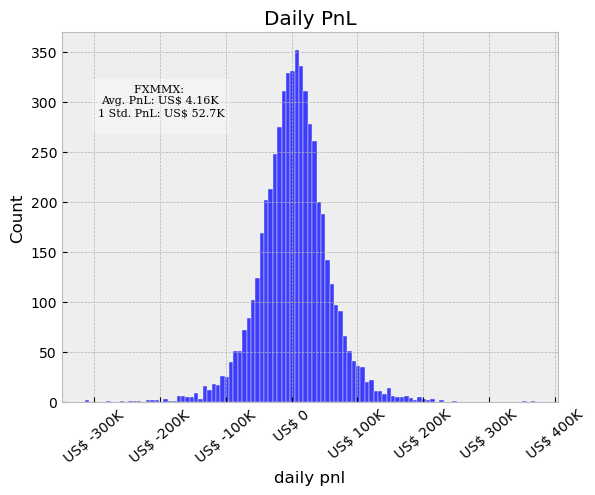 Daily PnL
FXMMX:
Avg. PnL: US$ 4.16K
1 Std. PnL: US$ 52.7K
Count
350
300
250
200
150
100
50
0
US$ -300K
US$ -200K
US$ -100K
US$ 0
US$ 100K
US$ 200K
US$ 300K
US$ 400K
daily pnl